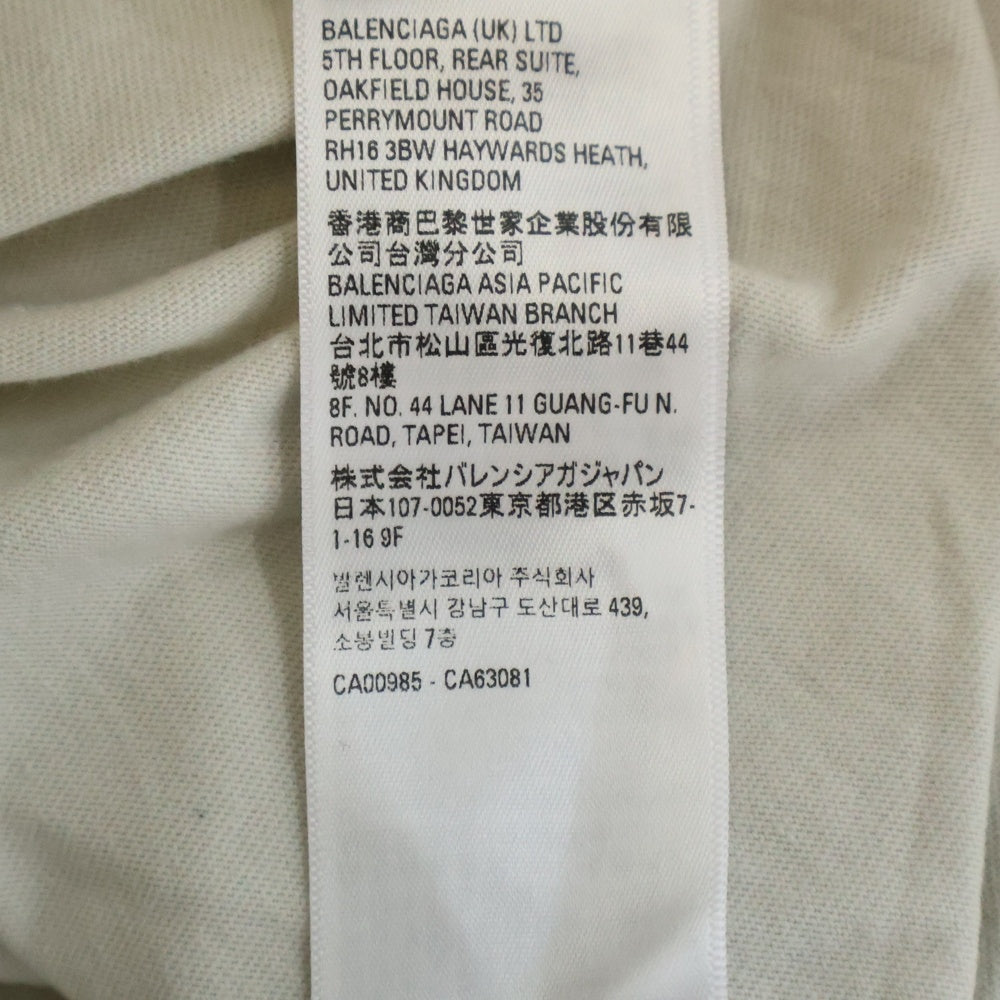 BALENCIAGA (UK) LTD
5TH FLOOR, REAR SUITE,
OAKFIELD HOUSE, 35
PERRYMOUNT ROAD
RH16 3BW HAYWARDS HEATH,
UNITED KINGDOM
香港商巴黎世家企業股份有限
公司台灣分公司
BALENCIAGA ASIA PACIFIC
LIMITED TAIWAN BRANCH
台北市松山區光復北路11巷44
號8樓
8F. NO. 44 LANE 11 GUANG-FU N.
ROAD, TAPEI, TAIWAN
株式会社バレンシアガジャパン
日本107-0052東京都港区赤坂7-
1-16 9F
발렌시아가코리아 주식회사
서울특별시 강남구 도산대로 439,
소봉빌딩 7층
CA00985 - CA63081